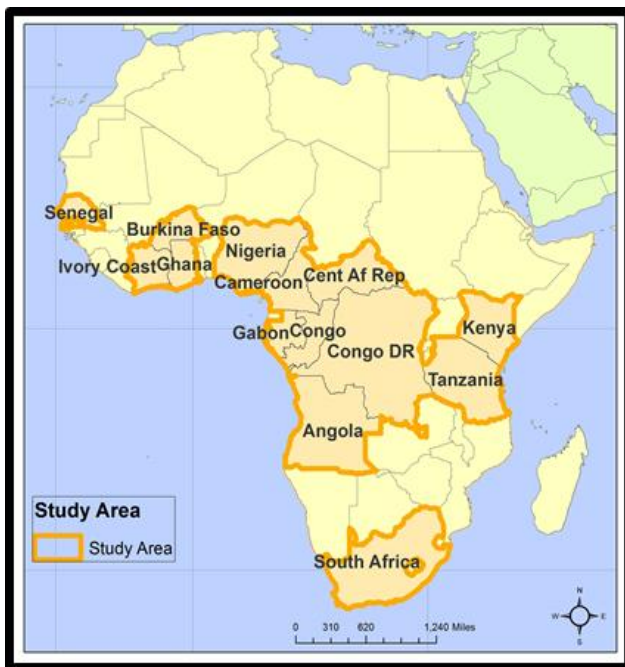 Senegal
Burkina Faso
Nigeria
Ivory Coast
Ghana
Cameroon
Cent Af Rep
Gabon
Congo
Kenya
Congo DR
Tanzania
Angola
Study Area
Study Area
South Africa
N
W
E
S
0 310 620 1,240 Miles